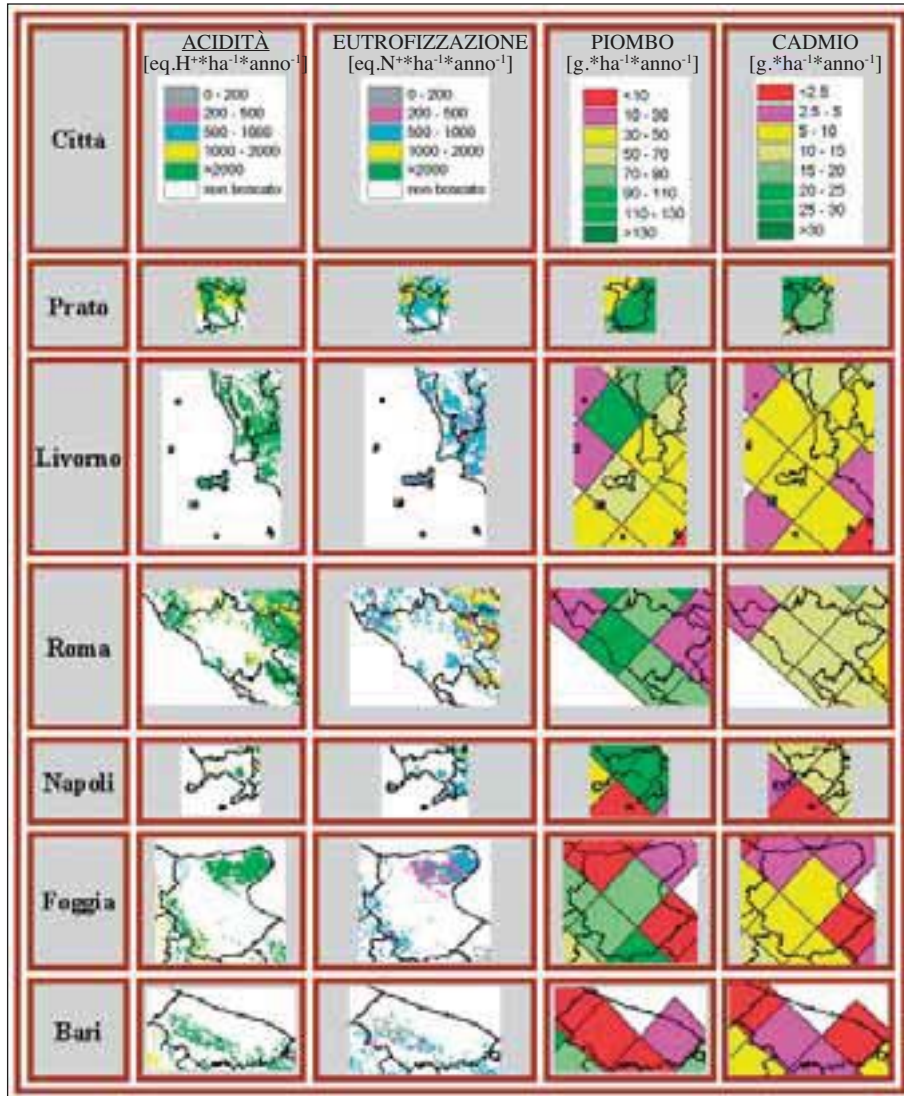 Città
ACIDITÀ
[eq.H⁺*ha⁻¹*anno⁻¹]
0 - 200
200 - 500
500 - 1000
1000 - 2000
>2000
non boscato
EUTROFIZZAZIONE
[eq.N⁺*ha⁻¹*anno⁻¹]
0 - 200
200 - 500
500 - 1000
1000 - 2000
>2000
non boscato
PIOMBO
[g.*ha⁻¹*anno⁻¹]
<10
10 - 30
30 - 50
50 - 70
70 - 90
90 - 110
110 - 130
>130
CADMIO
[g.*ha⁻¹*anno⁻¹]
<2.5
2.5 - 5
5 - 10
10 - 15
15 - 20
20 - 25
25 - 30
>30
Prato
Livorno
Roma
Napoli
Foggia
Bari